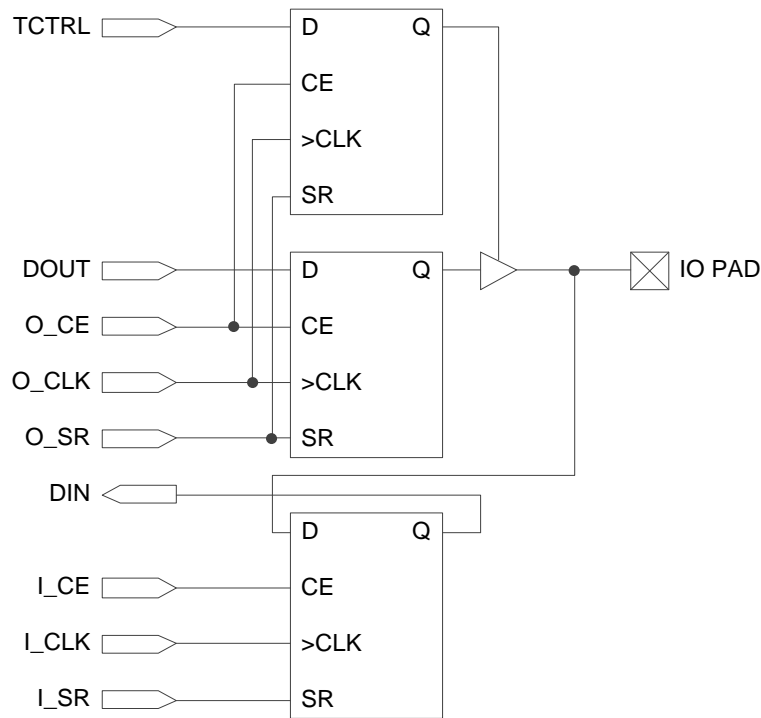 TCTRL
D
Q
CE
>CLK
SR
DOUT
D
Q
IO PAD
O_CE
CE
O_CLK
>CLK
O_SR
SR
DIN
D
Q
I_CE
CE
I_CLK
>CLK
I_SR
SR